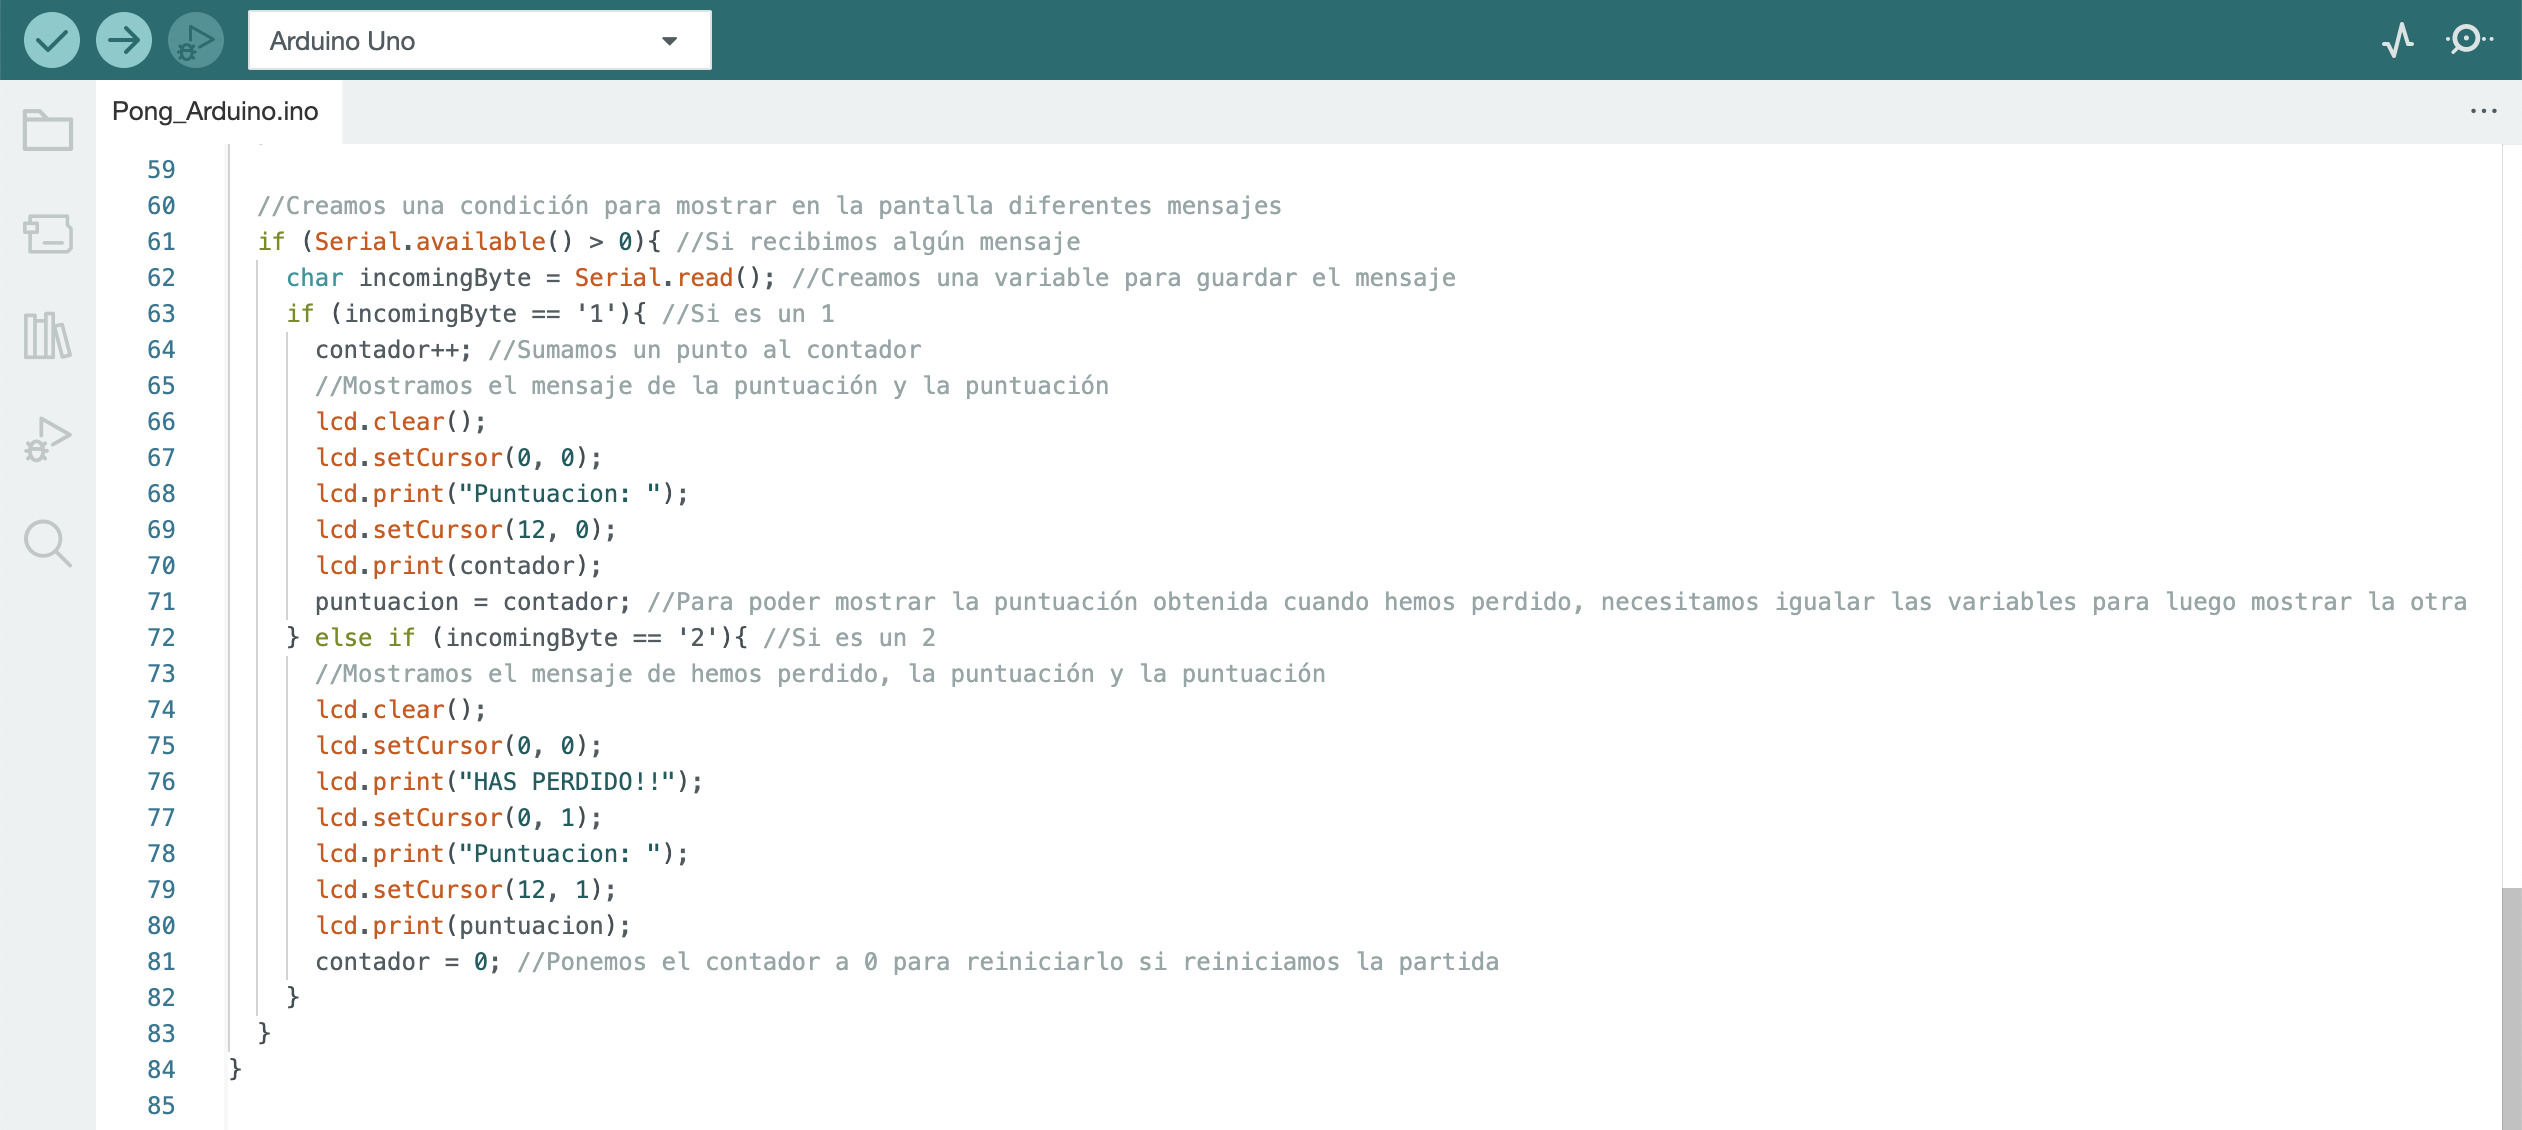 Arduino Uno
Pong_Arduino.ino
59
60 //Creamos una condición para mostrar en la pantalla diferentes mensajes
61 if (Serial.available() > 0){ //Si recibimos algún mensaje
62 char incomingByte = Serial.read(); //Creamos una variable para guardar el mensaje
63 if (incomingByte == '1'){ //Si es un 1
64 contador++; //Sumamos un punto al contador
65 //Mostramos el mensaje de la puntuación y la puntuación
66 lcd.clear();
67 lcd.setCursor(0, 0);
68 lcd.print("Puntuacion: ");
69 lcd.setCursor(12, 0);
70 lcd.print(contador);
71 puntuacion = contador; //Para poder mostrar la puntuación obtenida cuando hemos perdido, necesitamos igualar las variables para luego mostrar la otra
72 } else if (incomingByte == '2'){ //Si es un 2
73 //Mostramos el mensaje de hemos perdido, la puntuación y la puntuación
74 lcd.clear();
75 lcd.setCursor(0, 0);
76 lcd.print("HAS PERDIDO!!");
77 lcd.setCursor(0, 1);
78 lcd.print("Puntuacion: ");
79 lcd.setCursor(12, 1);
80 lcd.print(puntuacion);
81 contador = 0; //Ponemos el contador a 0 para reiniciarlo si reiniciamos la partida
82 }
83 }
84 }
85